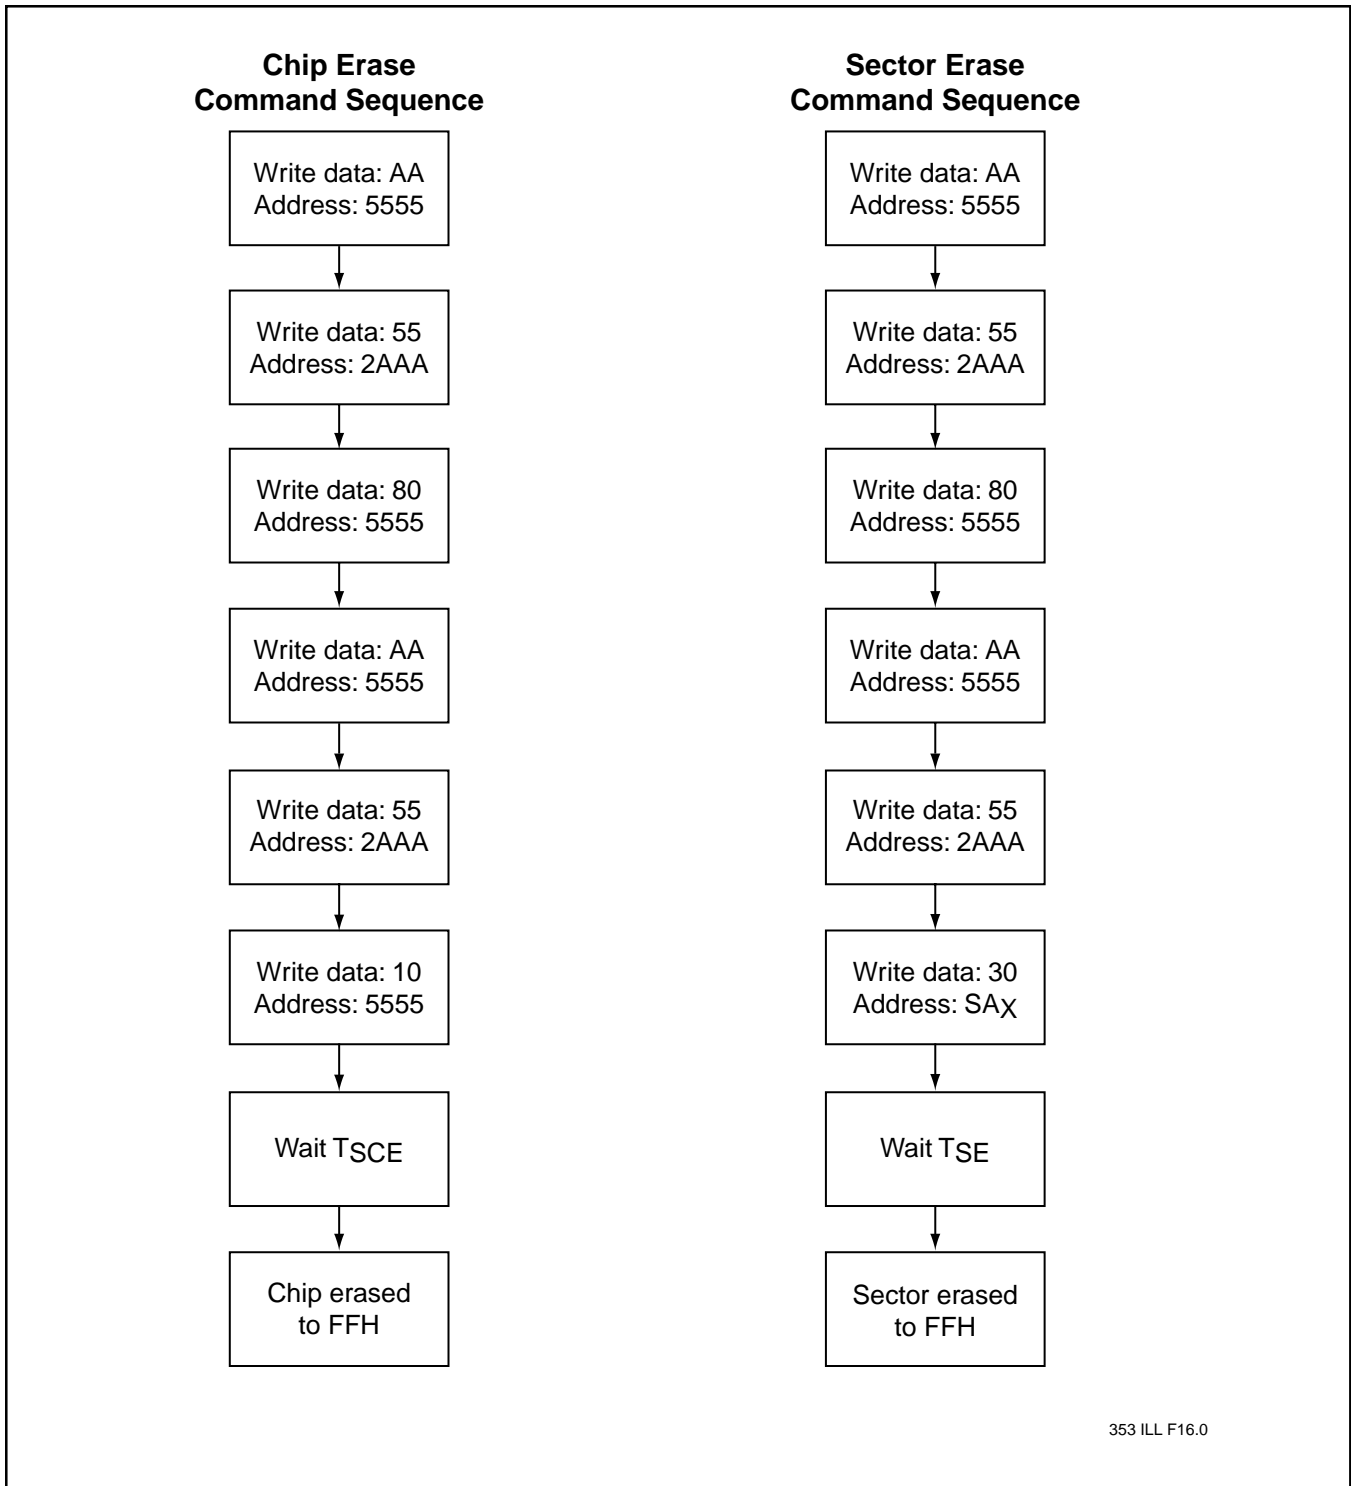 Chip Erase
Command Sequence
Write data: AA
Address: 5555
Write data: 55
Address: 2AAA
Write data: 80
Address: 5555
Write data: AA
Address: 5555
Write data: 55
Address: 2AAA
Write data: 10
Address: 5555
Wait TSCE
Chip erased
to FFH
Sector Erase
Command Sequence
Write data: AA
Address: 5555
Write data: 55
Address: 2AAA
Write data: 80
Address: 5555
Write data: AA
Address: 5555
Write data: 55
Address: 2AAA
Write data: 30
Address: SAX
Wait TSE
Sector erased
to FFH
353 ILL F16.0